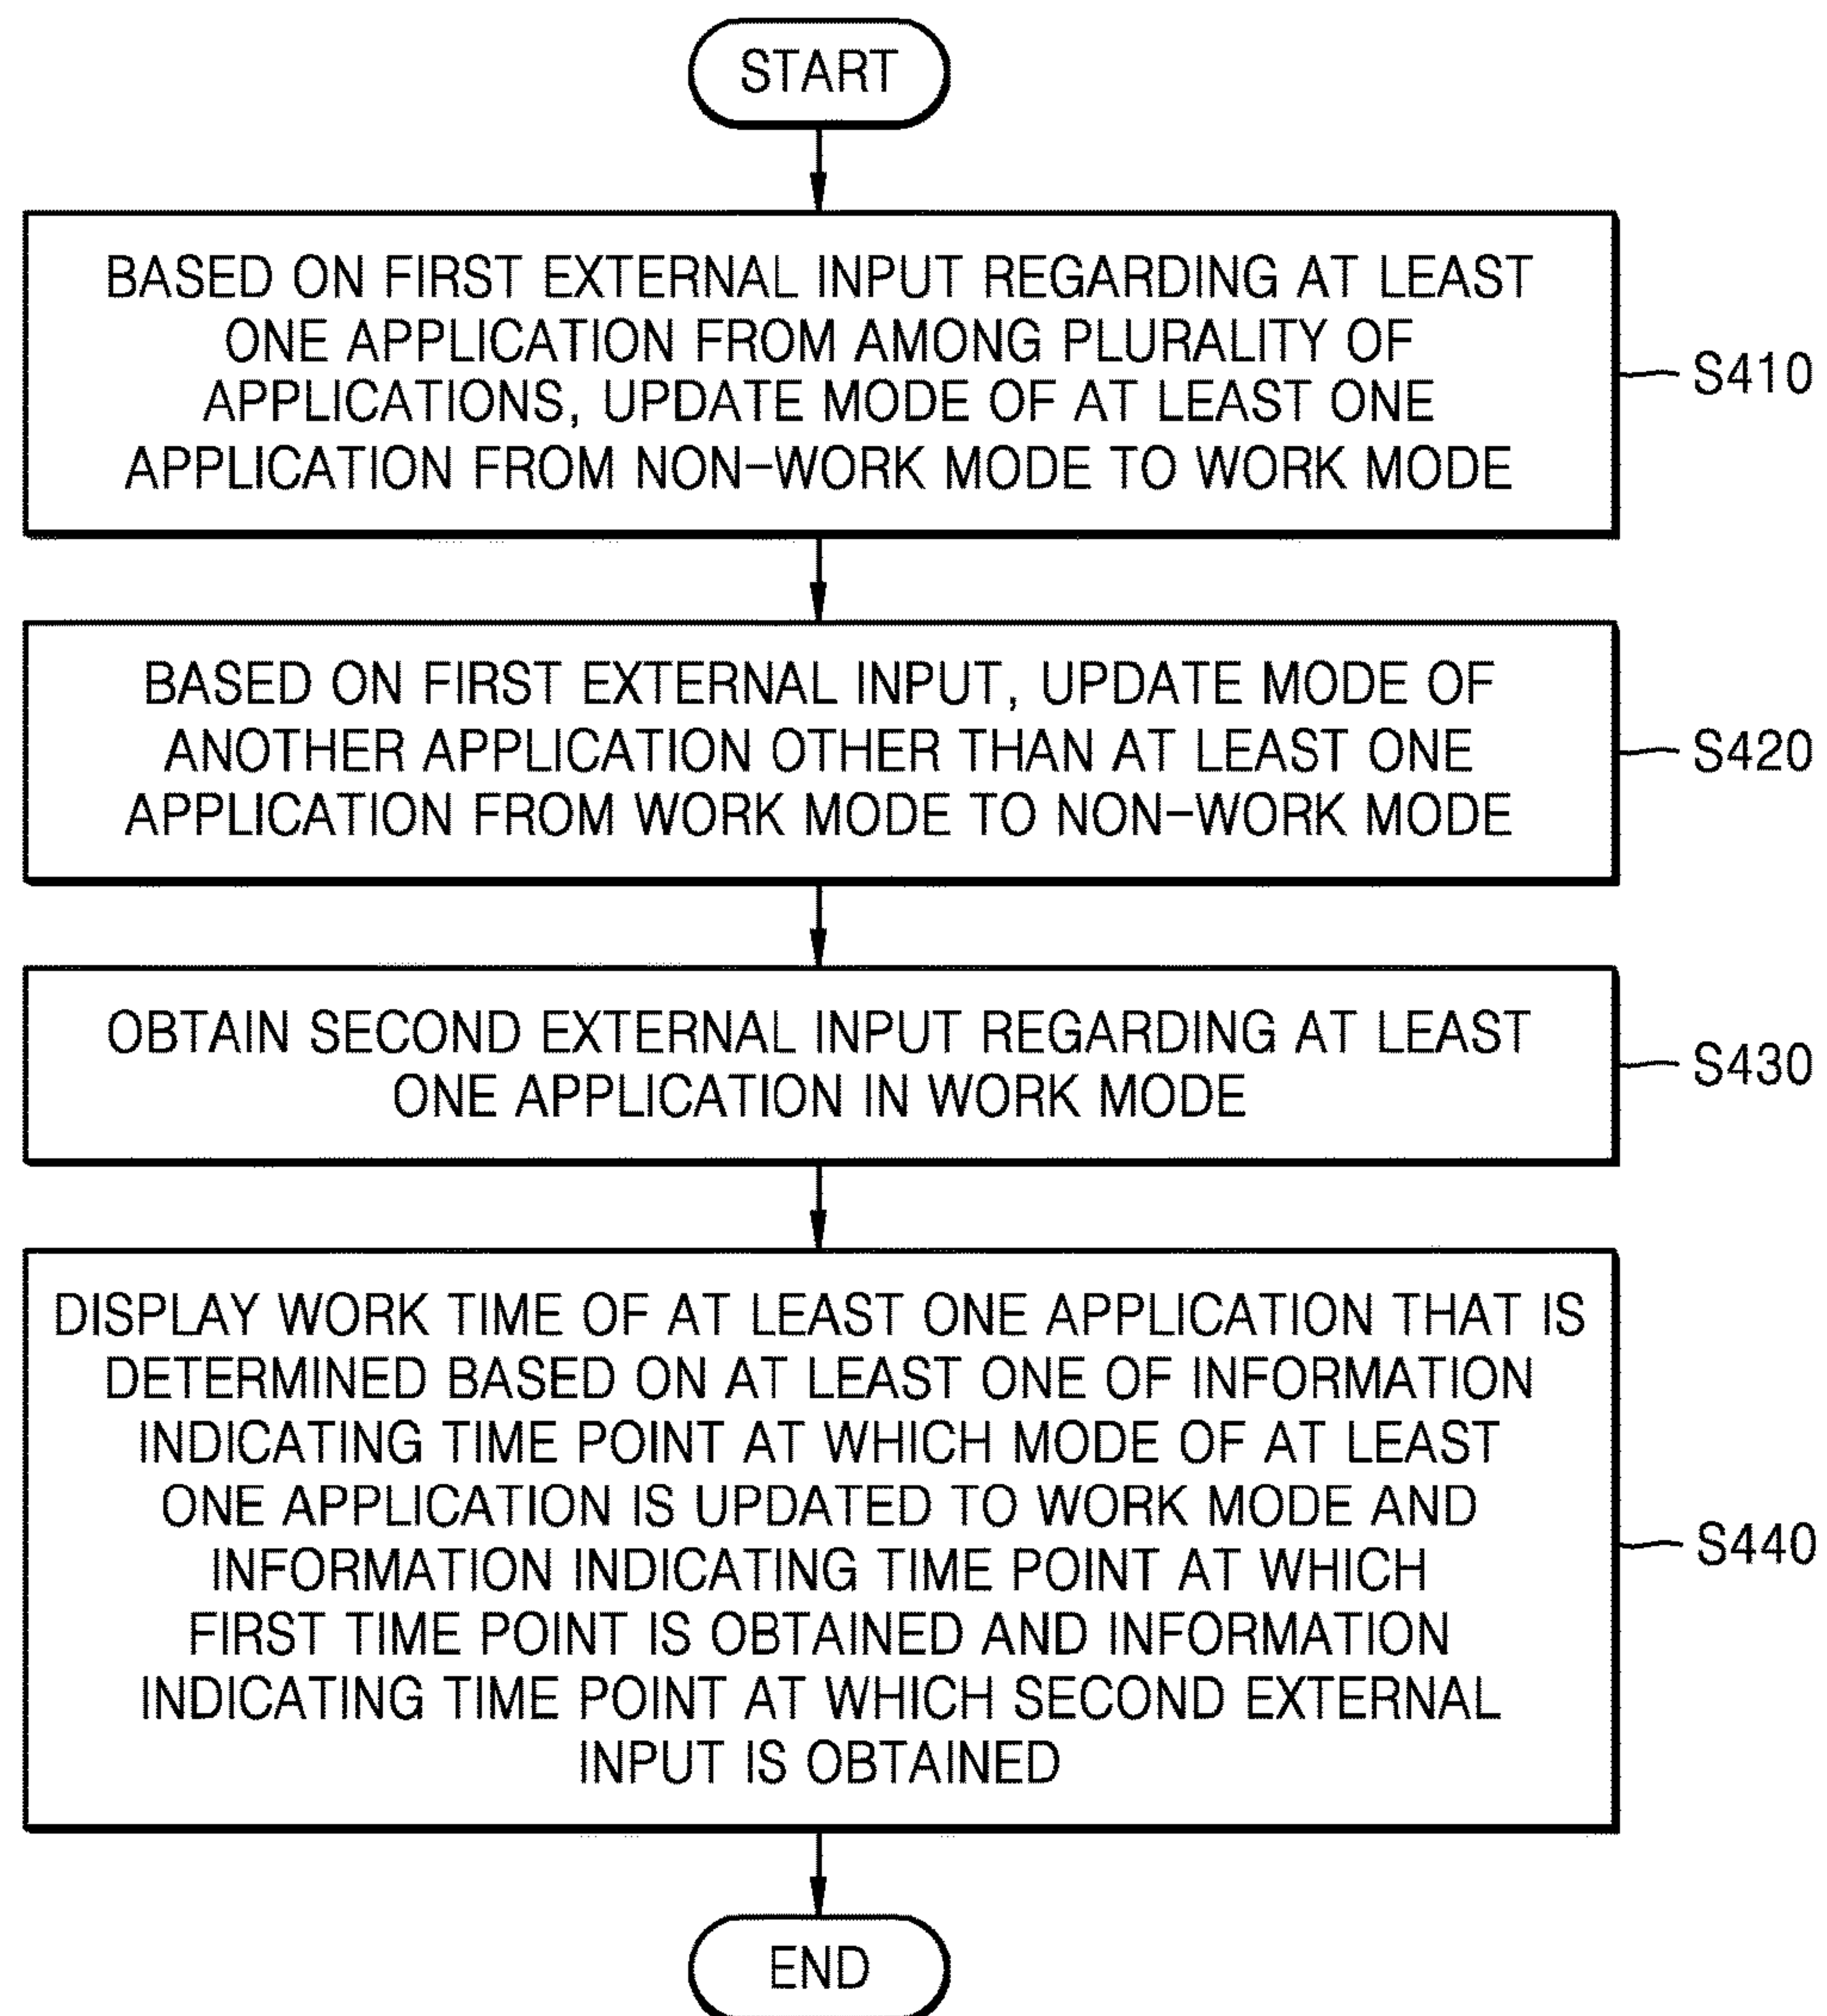 START
BASED ON FIRST EXTERNAL INPUT REGARDING AT LEAST
ONE APPLICATION FROM AMONG PLURALITY OF
APPLICATIONS, UPDATE MODE OF AT LEAST ONE
APPLICATION FROM NON-WORK MODE TO WORK MODE
S410
BASED ON FIRST EXTERNAL INPUT, UPDATE MODE OF
ANOTHER APPLICATION OTHER THAN AT LEAST ONE
APPLICATION FROM WORK MODE TO NON-WORK MODE
S420
OBTAIN SECOND EXTERNAL INPUT REGARDING AT LEAST
ONE APPLICATION IN WORK MODE
S430
DISPLAY WORK TIME OF AT LEAST ONE APPLICATION THAT IS
DETERMINED BASED ON AT LEAST ONE OF INFORMATION
INDICATING TIME POINT AT WHICH MODE OF AT LEAST
ONE APPLICATION IS UPDATED TO WORK MODE AND
INFORMATION INDICATING TIME POINT AT WHICH
FIRST TIME POINT IS OBTAINED AND INFORMATION
INDICATING TIME POINT AT WHICH SECOND EXTERNAL
INPUT IS OBTAINED
S440
END